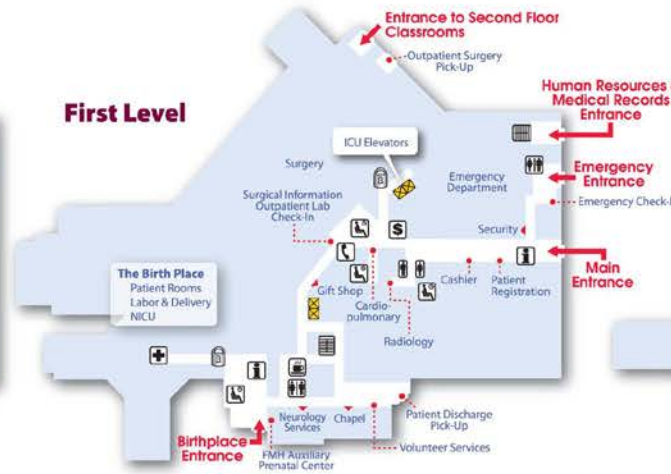 Entrance to Second Floor
Classrooms
Outpatient Surgery
Pick-Up
First Level
Human Resources
Medical Records
Entrance
ICU Elevators
Surgery
Emergency
Department
Emergency
Entrance
Surgical Information
Outpatient Lab
Check-In
Emergency Check-I
Security
$
The Birth Place
Patient Rooms
Labor & Delivery
NICU
Gift Shop
Cardio-
pulmonary
Cashier
Patient
Registration
Main
Entrance
Radiology
Birthplace
Entrance
Neurology
Services
Chapel
Patient Discharge
Pick-Up
FMH Auxiliary
Prenatal Center
Volunteer Services